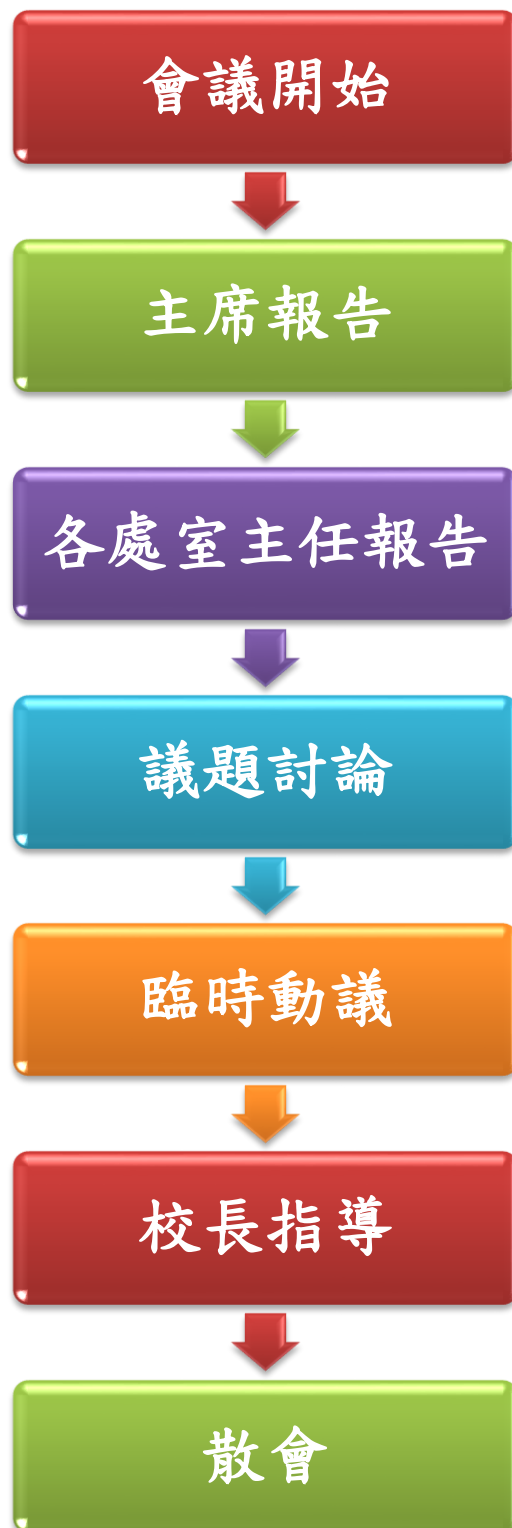 會議開始
主席報告
各處室主任報告
議題討論
臨時動議
校長指導
散會